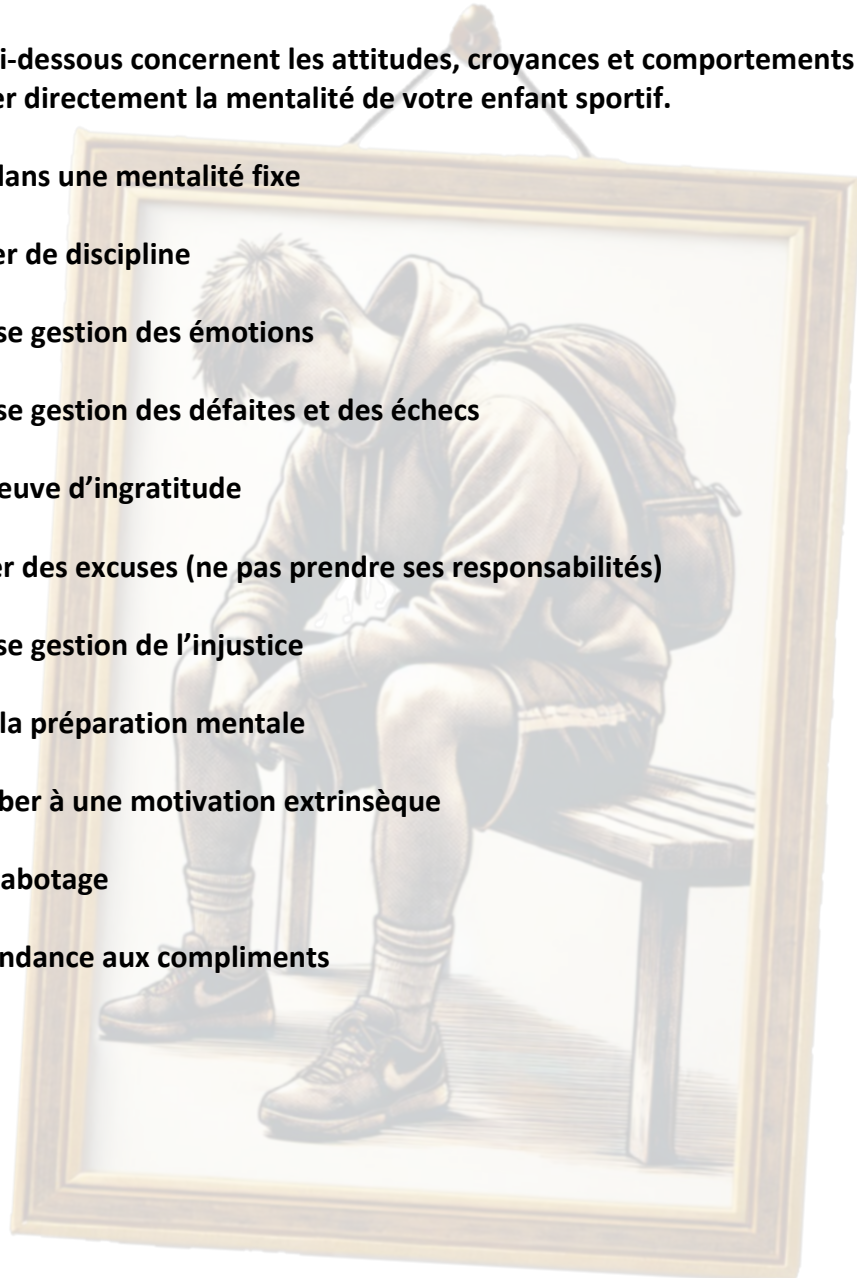 i-dessous concernent les attitudes, croyances et comportements
er directement la mentalité de votre enfant sportif.
dans une mentalité fixe
er de discipline
se gestion des émotions
se gestion des défaites et des échecs
euve d’ingratitude
er des excuses (ne pas prendre ses responsabilités)
se gestion de l’injustice
la préparation mentale
ber à une motivation extrinsèque
abotage
ndance aux compliments